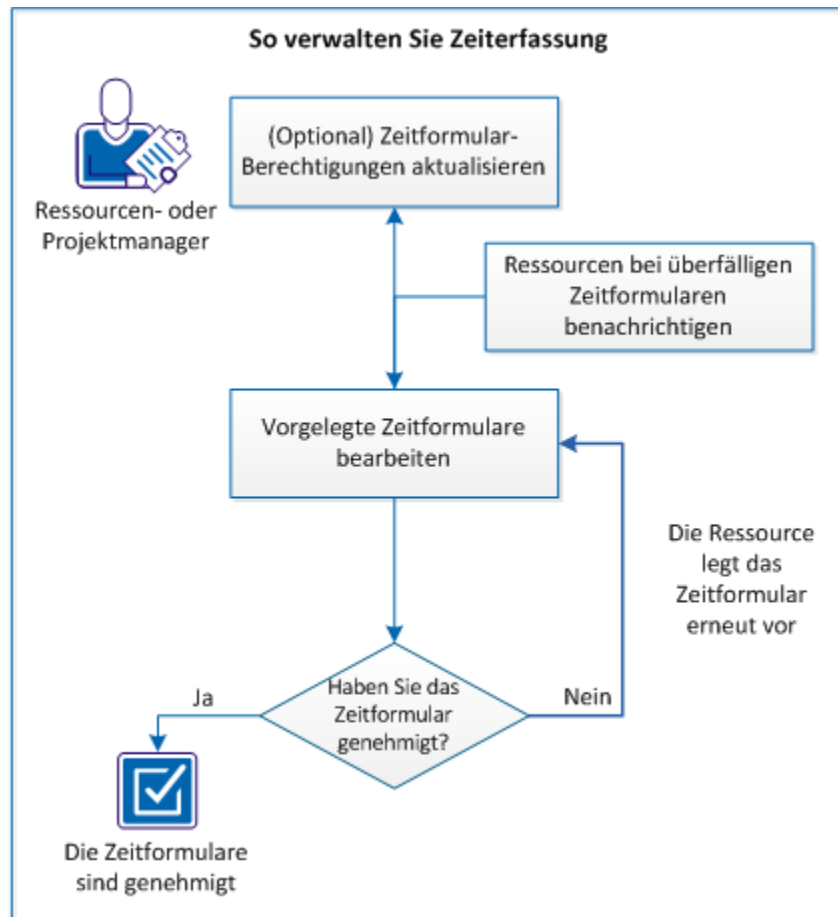 So verwalten Sie Zeiterfassung
(Optional) Zeitformular-
Berechtigungen aktualisieren
Ressourcen- oder
Projektmanager
Ressourcen bei überfälligen
Zeitformularen
benachrichtigen
Vorgelegte Zeitformulare
bearbeiten
Die Ressource
legt das
Zeitformular
erneut vor
Haben Sie das
Zeitformular
genehmigt?
Ja
Nein
Die Zeitformulare
sind genehmigt